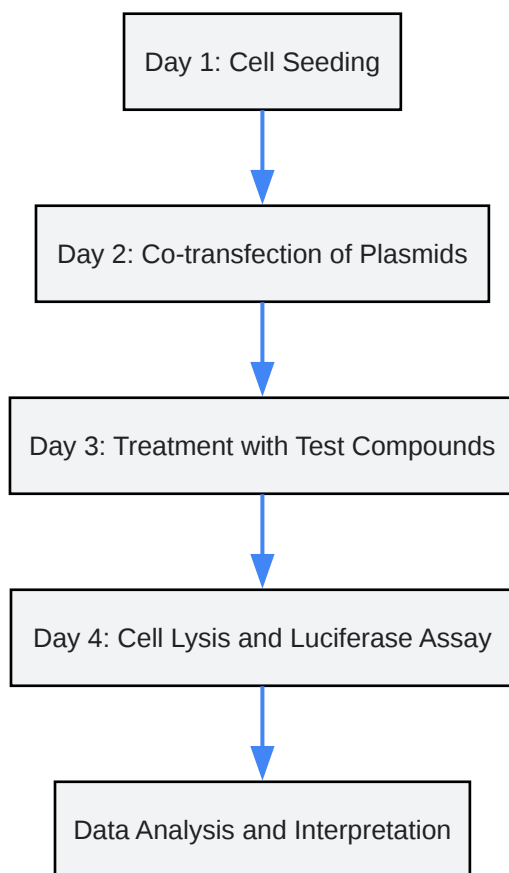 Day 1: Cell Seeding
Day 2: Co-transfection of Plasmids
Day 3: Treatment with Test Compounds
Day 4: Cell Lysis and Luciferase Assay
Data Analysis and Interpretation